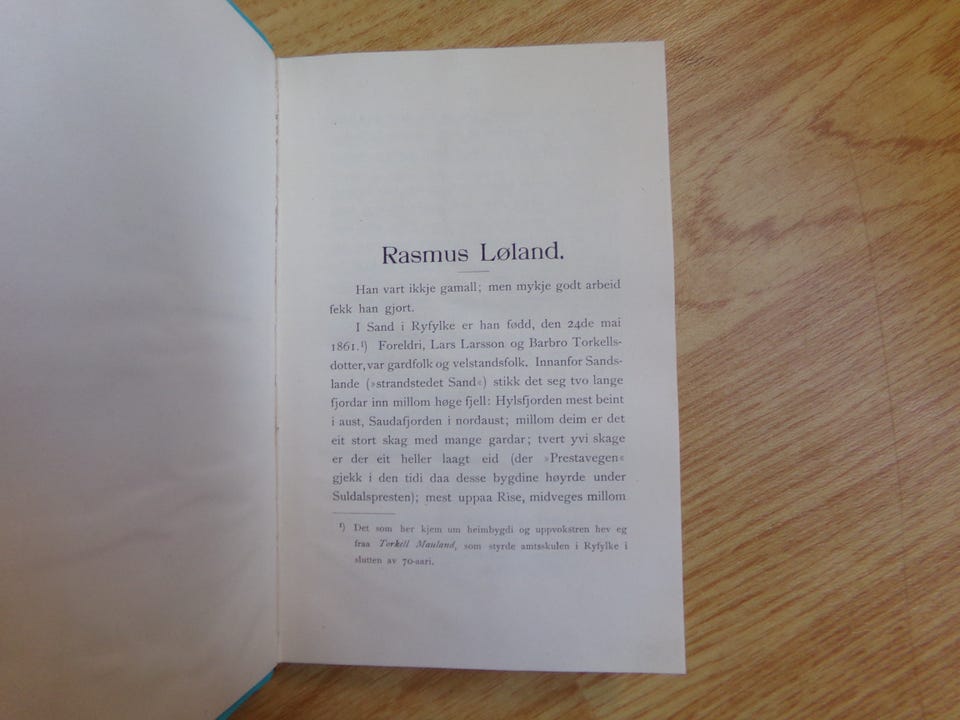 Rasmus Løland.
Han vart ikkje gamall; men mykje godt arbeid
fekk han gjort.
I Sand i Ryfylke er han fødd, den 24de mai
1861.¹) Foreldri, Lars Larsson og Barbro Torkells-
dotter, var gardfolk og velstandsfolk. Innanfor Sands-
lande (»strandstedet Sand«) stikk det seg tvo lange
fjordar inn millom høge fjell: Hylsfjorden mest beint
i aust, Saudafjorden i nordaust; millom deim er det
eit stort skag med mange gardar; tvert yvi skage
er der eit heller laagt eid (der »Prestavegen«
gjekk i den tidi daa desse bygdine høyrde under
Suldalspresten); mest uppaa Rise, midveges millom
¹) Det som her kjem um heimbygdi og uppvokstren hev eg
fraa Torkell Mauland, som styrde amtsskulen i Ryfylke i
slutten av 70-aari.